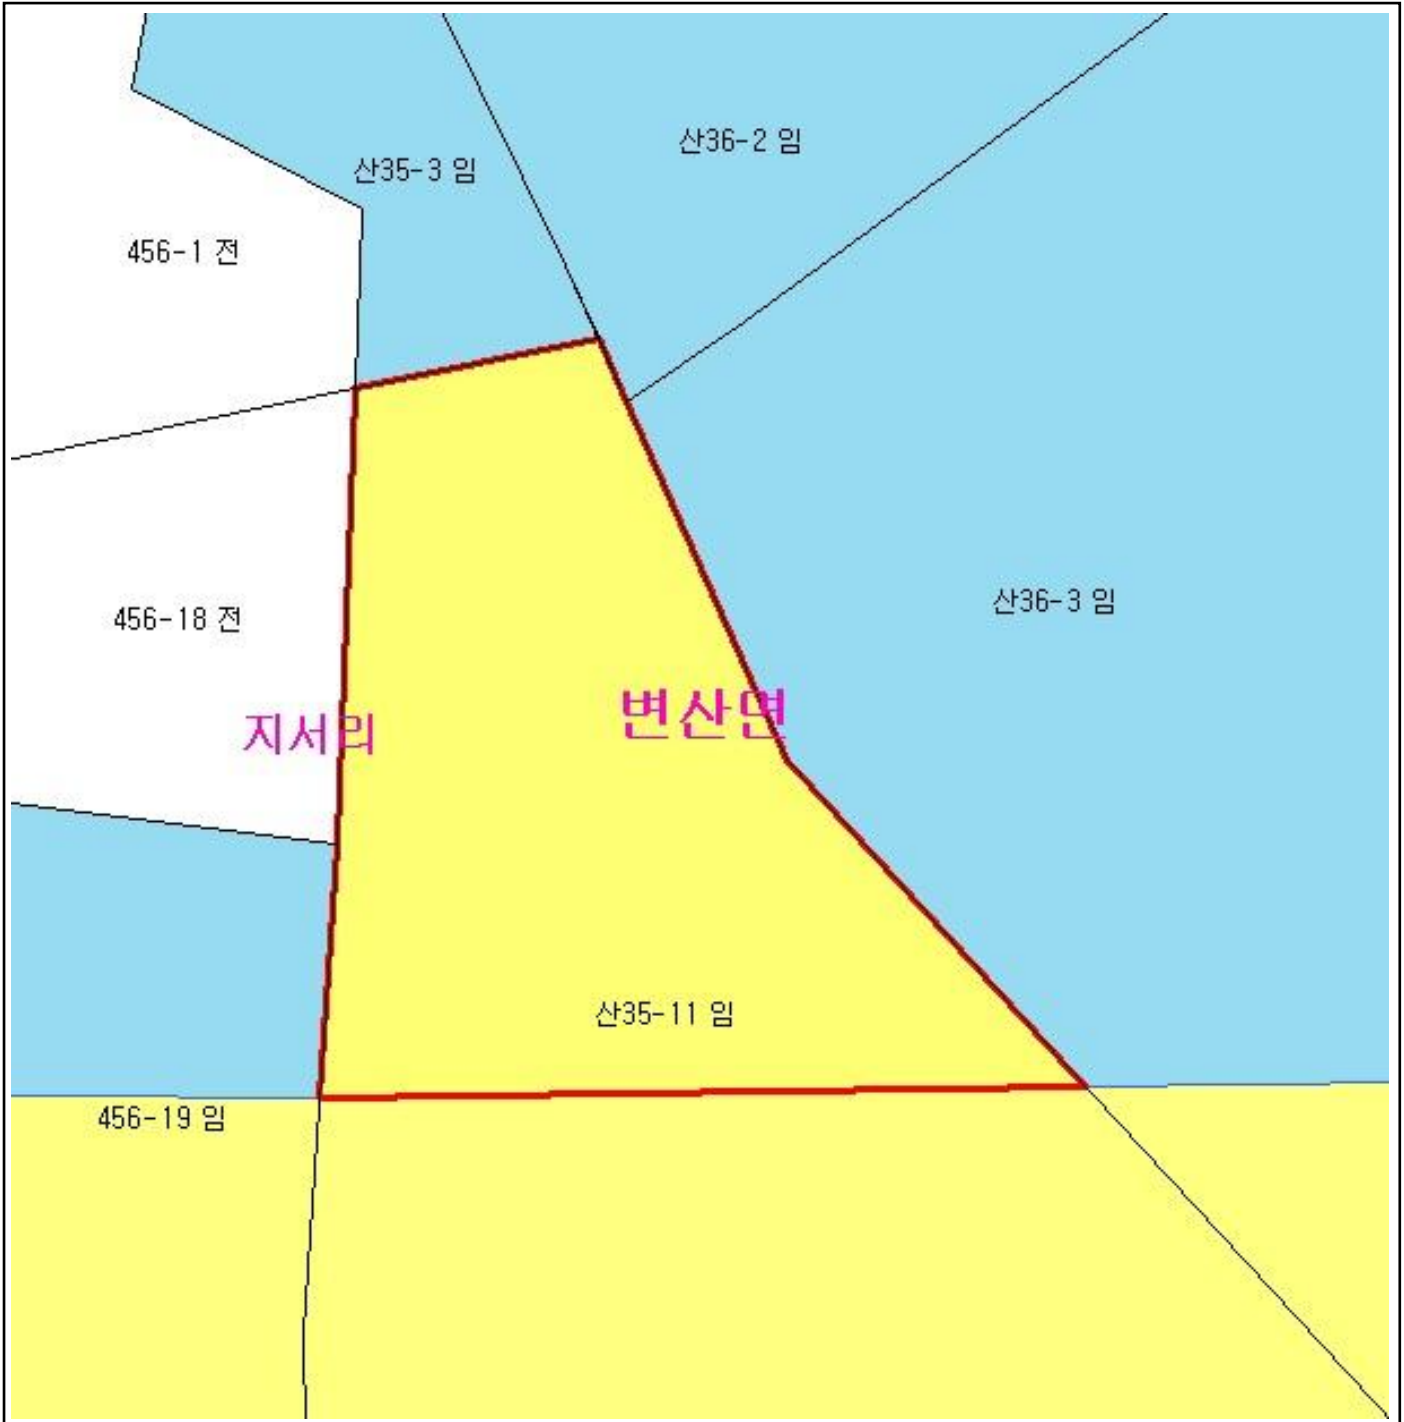 산36-2 임
산35-3 임
456-1 전
산36-3 임
456-18 전
변산면
지서리
산35-11 임
456-19 임